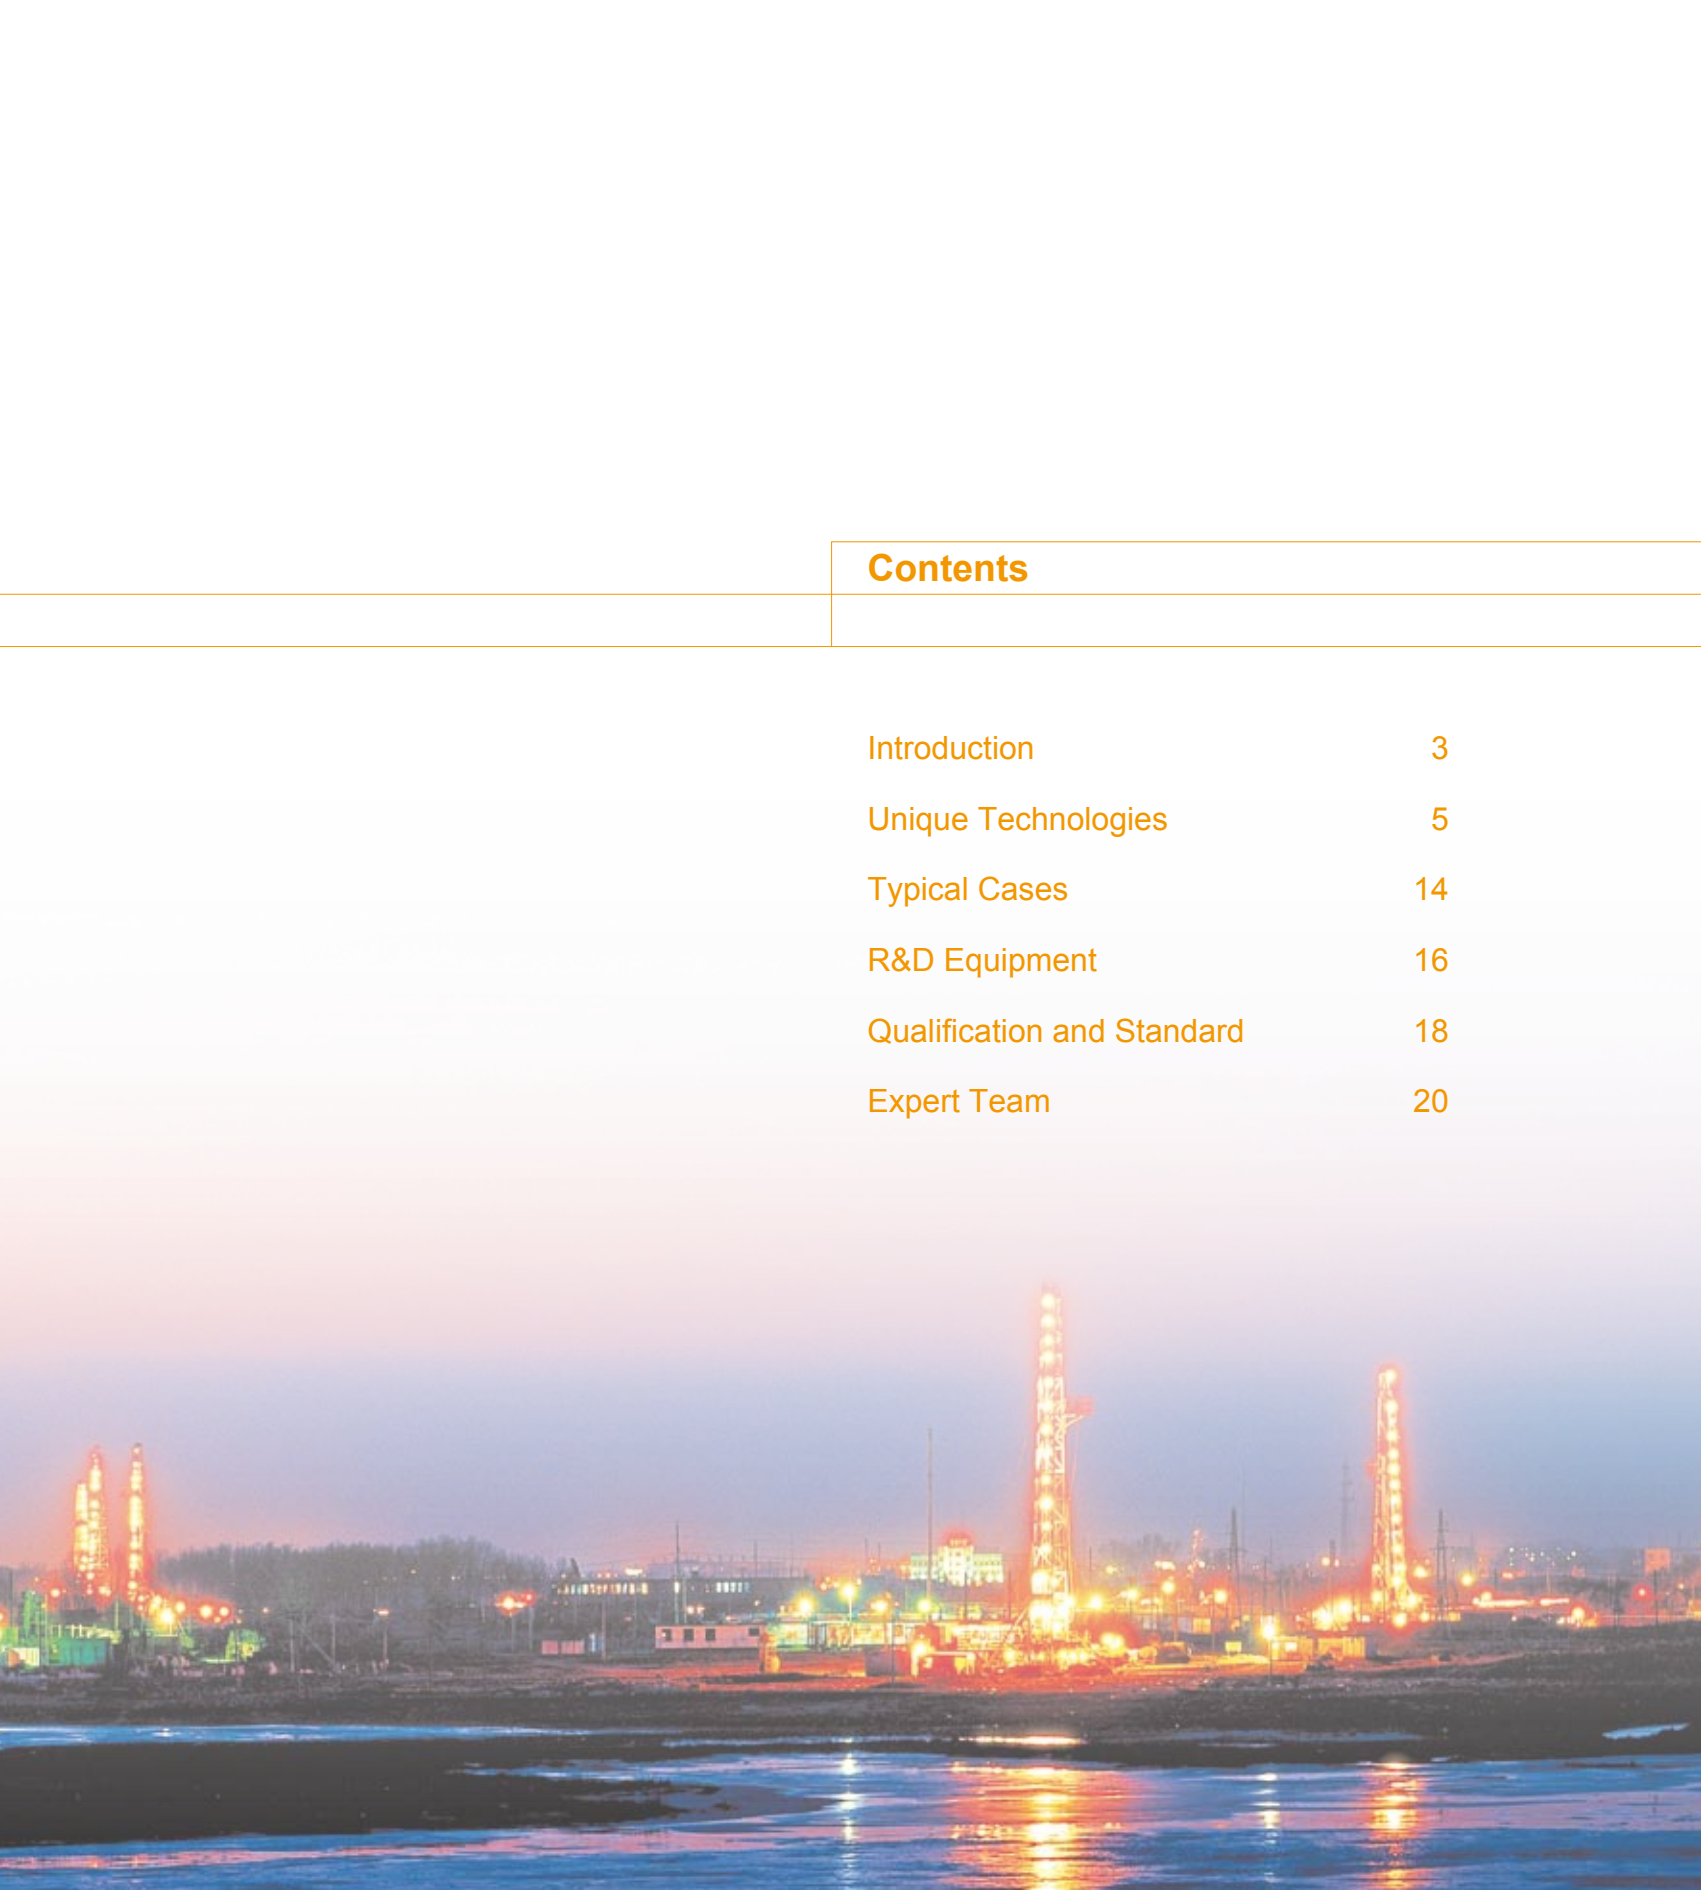 Contents
Introduction 3
Unique Technologies 5
Typical Cases 14
R&D Equipment 16
Qualification and Standard 18
Expert Team 20